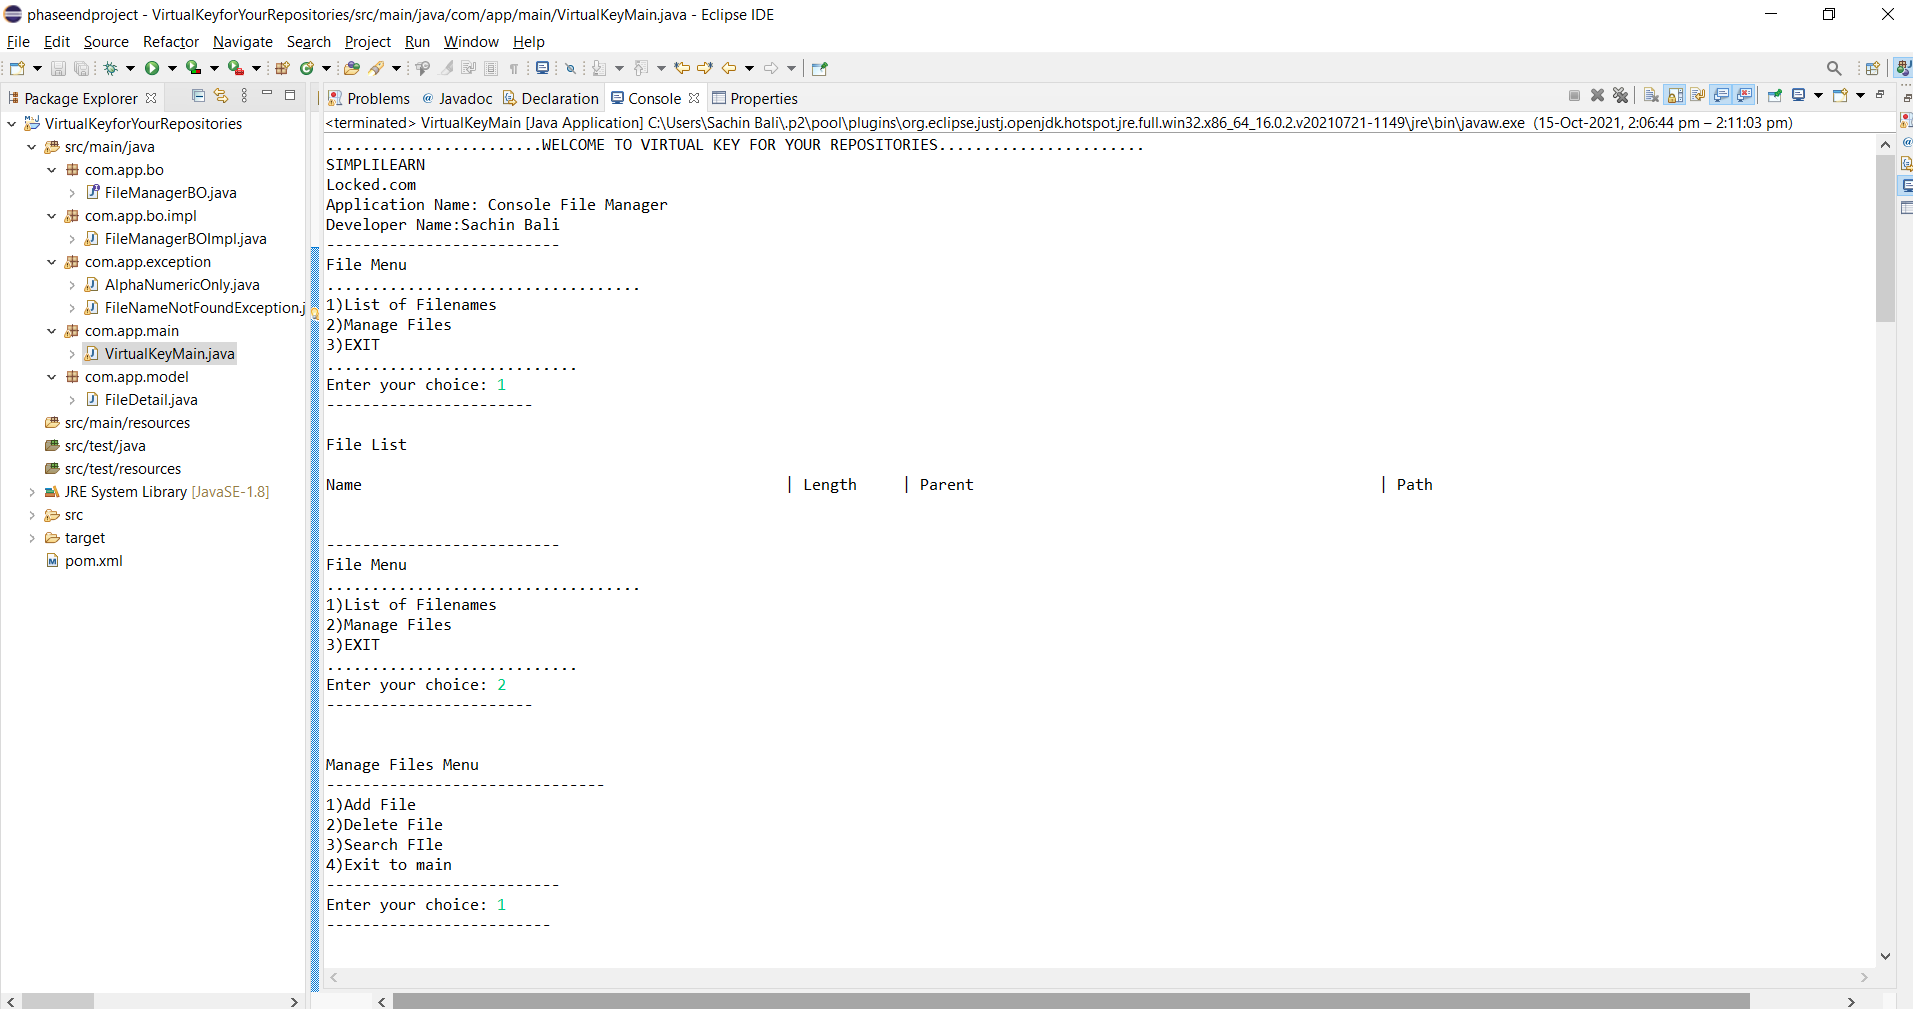 phaseendproject - VirtualKeyforYourRepositories/src/main/java/com/app/main/VirtualKeyMain.java - Eclipse IDE
File Edit Source Refactor Navigate Search Project Run Window Help
Package Explorer
VirtualKeyforYourRepositories
src/main/java
com.app.bo
FileManagerBO.java
com.app.bo.impl
FileManagerBOImpl.java
com.app.exception
AlphaNumericOnly.java
FileNameNotFoundException.j
com.app.main
VirtualKeyMain.java
com.app.model
FileDetail.java
src/main/resources
src/test/java
src/test/resources
JRE System Library [JavaSE-1.8]
src
target
pom.xml
Problems @ Javadoc Declaration Console Properties
<terminated> VirtualKeyMain [Java Application] C:\Users\Sachin Bali\.p2\pool\plugins\org.eclipse.justj.openjdk.hotspot.jre.full.win32.x86_64_16.0.2.v20210721-1149\jre\bin\javaw.exe (15-Oct-2021, 2:06:44 pm – 2:11:03 pm)
........................WELCOME TO VIRTUAL KEY FOR YOUR REPOSITORIES.......................
SIMPLILEARN
Locked.com
Application Name: Console File Manager
Developer Name:Sachin Bali
--------------------------
File Menu
...................................
1)List of Filenames
2)Manage Files
3)EXIT
............................
Enter your choice: 1
-----------------------
File List
Name | Length | Parent | Path
--------------------------
File Menu
...................................
1)List of Filenames
2)Manage Files
3)EXIT
............................
Enter your choice: 2
-----------------------
Manage Files Menu
-------------------------------
1)Add File
2)Delete File
3)Search FIle
4)Exit to main
--------------------------
Enter your choice: 1
-------------------------